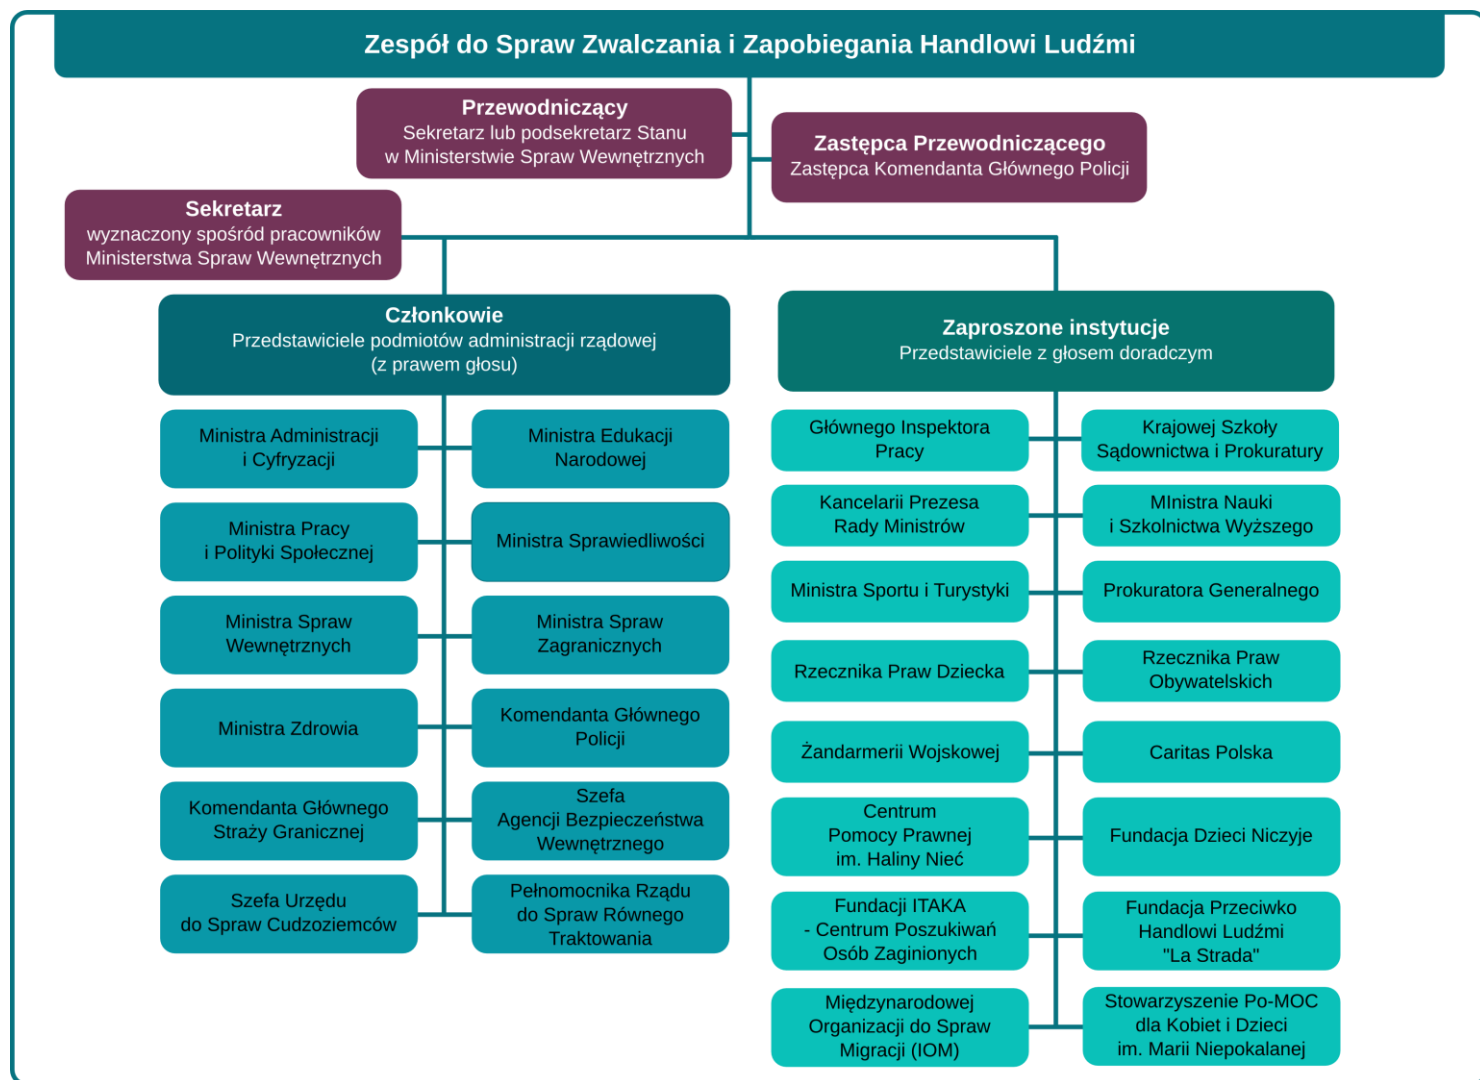 Zespół do Spraw Zwalczania i Zapobiegania Handlowi Ludźmi
Przewodniczący
Sekretarz lub podsekretarz Stanu
w Ministerstwie Spraw Wewnętrznych
Zastępca Przewodniczącego
Zastępca Komendanta Głównego Policji
Sekretarz
wyznaczony spośród pracowników
Ministerstwa Spraw Wewnętrznych
Członkowie
Przedstawiciele podmiotów administracji rządowej
(z prawem głosu)
Ministra Administracji
i Cyfryzacji
Ministra Edukacji
Narodowej
Ministra Pracy
i Polityki Społecznej
Ministra Sprawiedliwości
Ministra Spraw
Wewnętrznych
Ministra Spraw
Zagranicznych
Ministra Zdrowia
Komendanta Głównego
Policji
Komendanta Głównego
Straży Granicznej
Szefa
Agencji Bezpieczeństwa
Wewnętrznego
Szefa Urzędu
do Spraw Cudzoziemców
Pełnomocnika Rządu
do Spraw Równego
Traktowania
Zaproszone instytucje
Przedstawiciele z głosem doradczym
Głównego Inspektora
Pracy
Krajowej Szkoły
Sądownictwa i Prokuratury
Kancelarii Prezesa
Rady Ministrów
MInistra Nauki
i Szkolnictwa Wyższego
Ministra Sportu i Turystyki
Prokuratora Generalnego
Rzecznika Praw Dziecka
Rzecznika Praw
Obywatelskich
Żandarmerii Wojskowej
Caritas Polska
Centrum
Pomocy Prawnej
im. Haliny Nieć
Fundacja Dzieci Niczyje
Fundacji ITAKA
- Centrum Poszukiwań
Osób Zaginionych
Fundacja Przeciwko
Handlowi Ludźmi
"La Strada"
Międzynarodowej
Organizacji do Spraw
Migracji (IOM)
Stowarzyszenie Po-MOC
dla Kobiet i Dzieci
im. Marii Niepokalanej